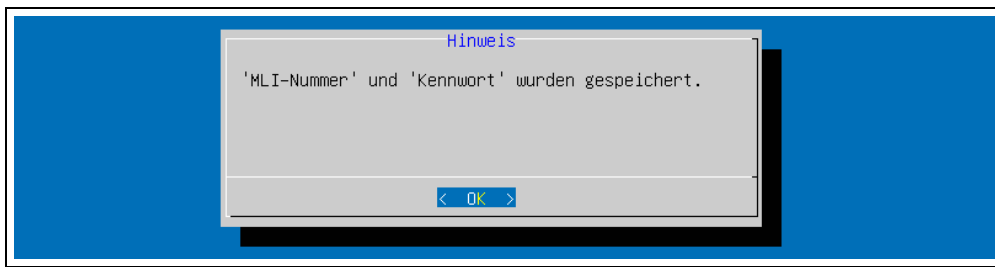 Hinweis
'MLI-Nummer' und 'Kennwort' wurden gespeichert.
< OK >